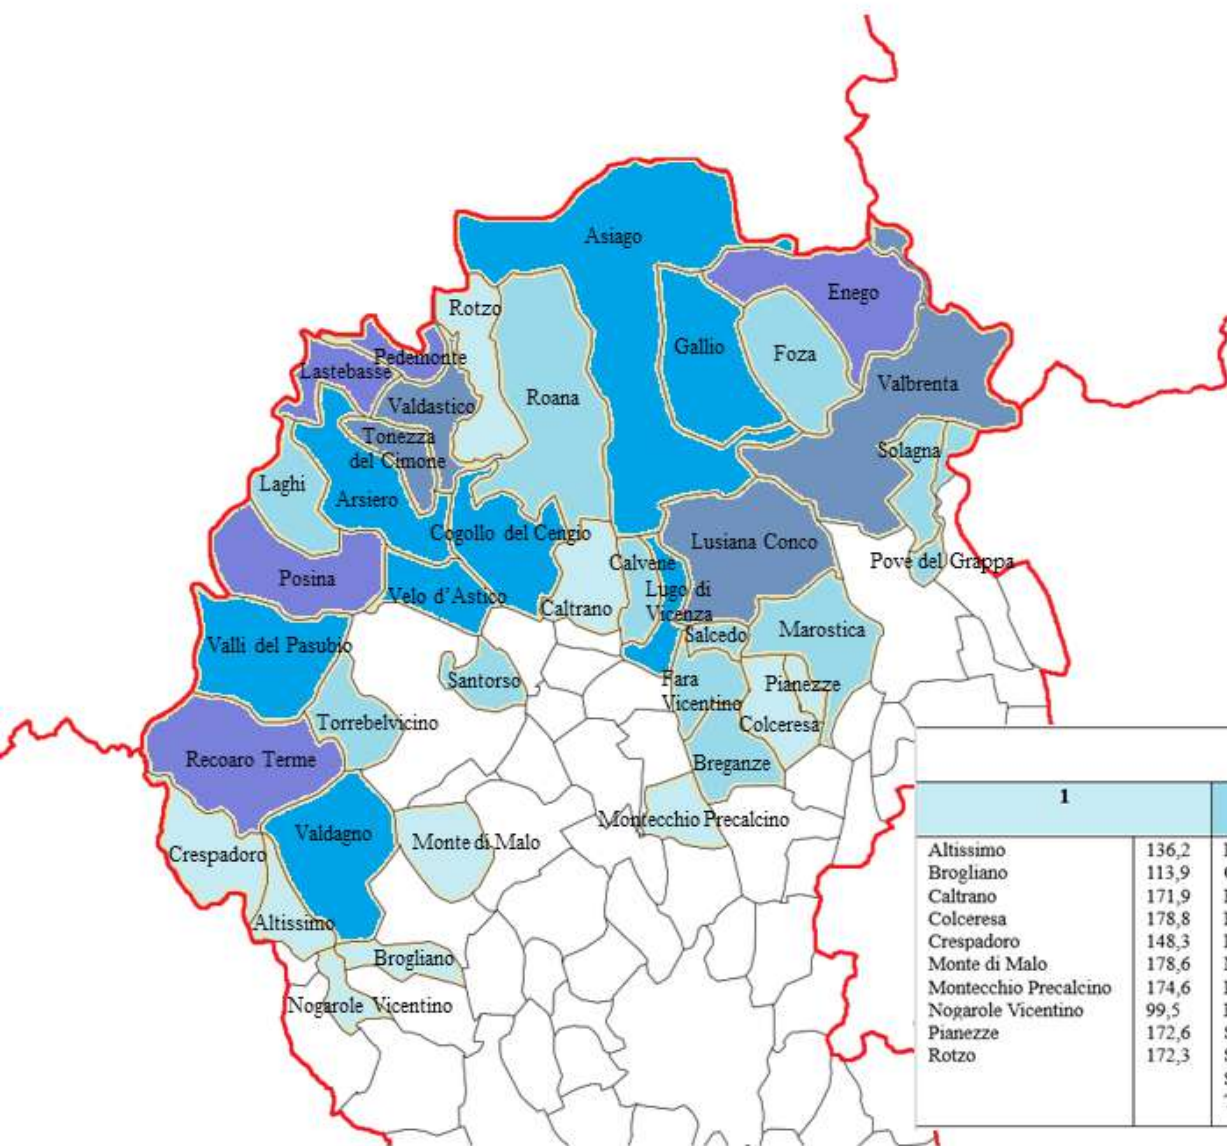 Asiago
Enego
Rotzo
Gallio
Foza
Pedemonte
Lastebasse
Valbrenta
Roana
Valdastico
Tonezza
del Cimone
Solagna
Laghi
Arsiero
Cogollo del Cengio
Lusiana Conco
Calvene
Pove del Grappa
Posina
Lugo di
Vicenza
Velo d'Astico
Caltrano
Marostica
Salcedo
Valli del Pasubio
Santorso
Fara
Vicentino
Pianezze
Torrebelvicino
Colceresa
Recoaro Terme
Breganze
Montecchio Precalcino
Valdagno
Monte di Malo
Crespadoro
Altissimo
Brogliano
Nogarole Vicentino
1
Altissimo 136,2
Brogliano 113,9
Caltrano 171,9
Colceresa 178,8
Crespadoro 148,3
Monte di Malo 178,6
Montecchio Precalcino 174,6
Nogarole Vicentino 99,5
Pianezze 172,6
Rotzo 172,3